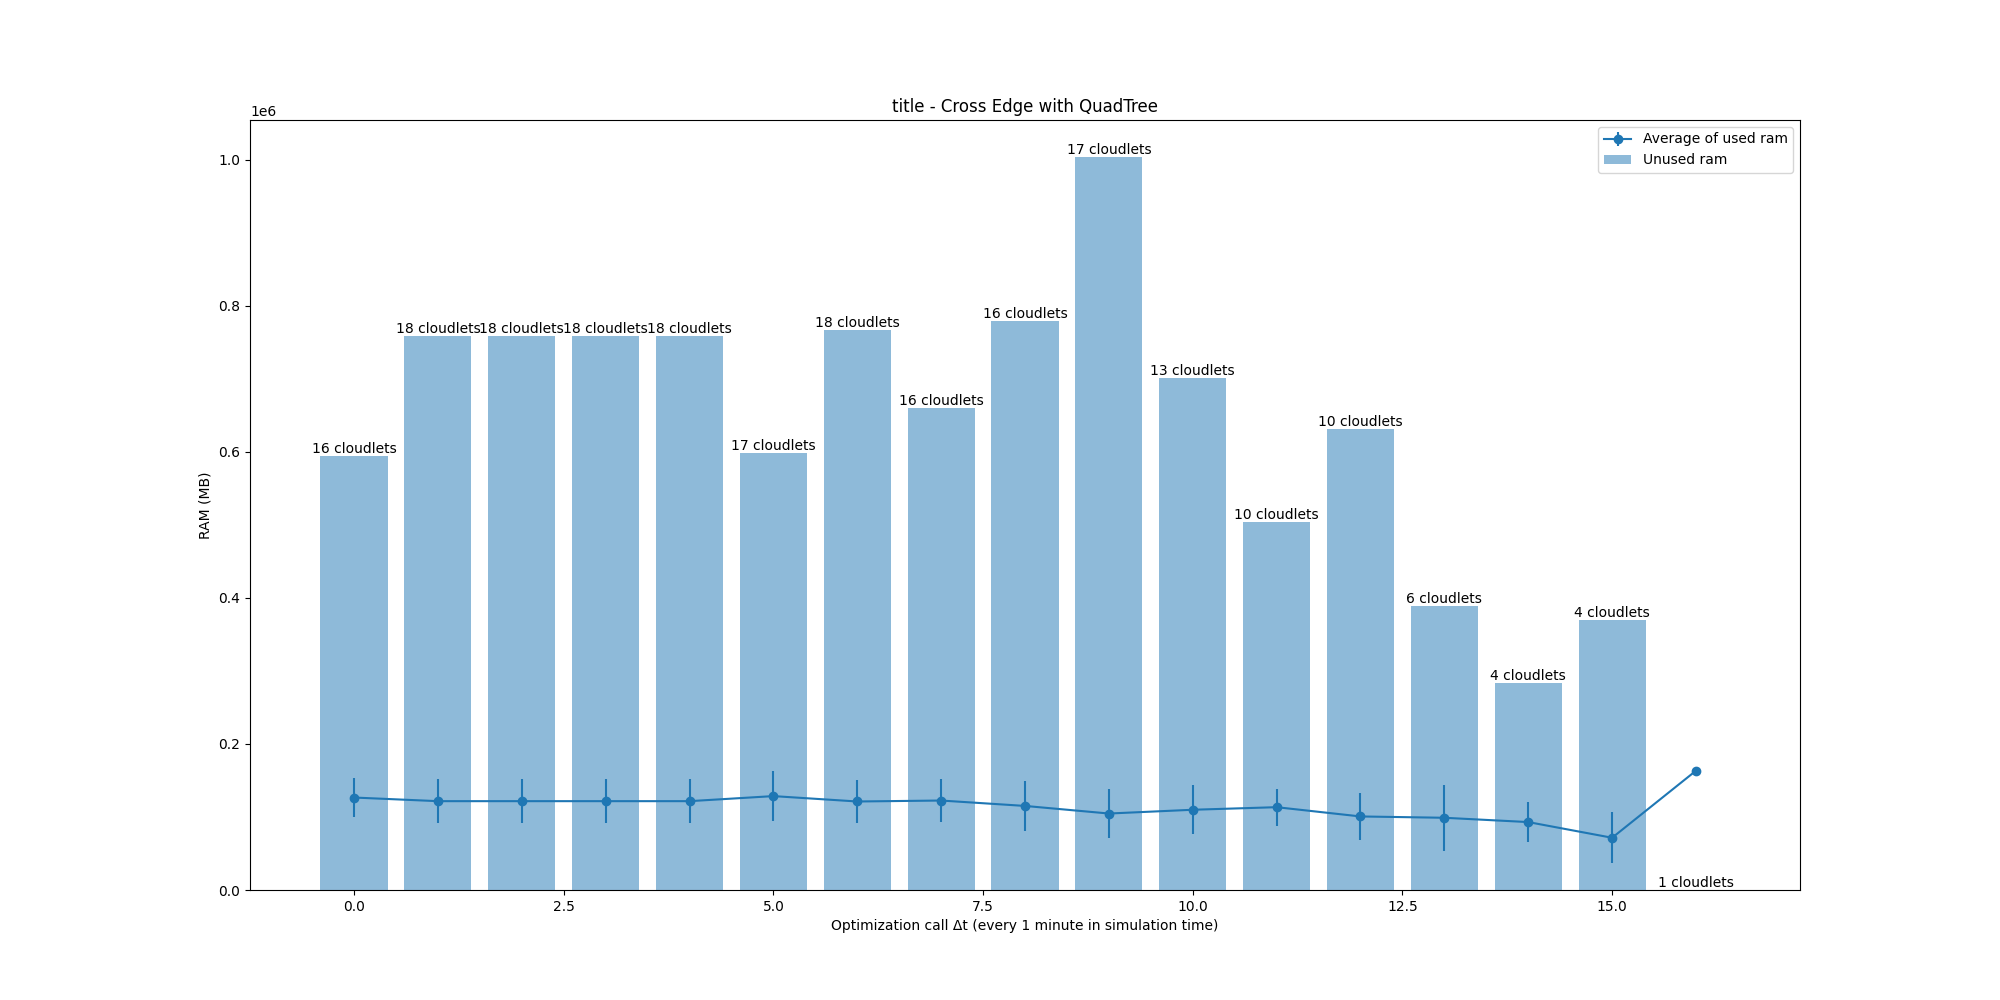 title - Cross Edge with QuadTree
1e6
Average of used ram
Unused ram
RAM (MB)
1.0
0.8
0.6
0.4
0.2
0.0
16 cloudlets
18 cloudlets
18 cloudlets
18 cloudlets
18 cloudlets
17 cloudlets
18 cloudlets
16 cloudlets
16 cloudlets
17 cloudlets
13 cloudlets
10 cloudlets
10 cloudlets
6 cloudlets
4 cloudlets
4 cloudlets
1 cloudlets
0.0 2.5 5.0 7.5 10.0 12.5 15.0
Optimization call Δt (every 1 minute in simulation time)